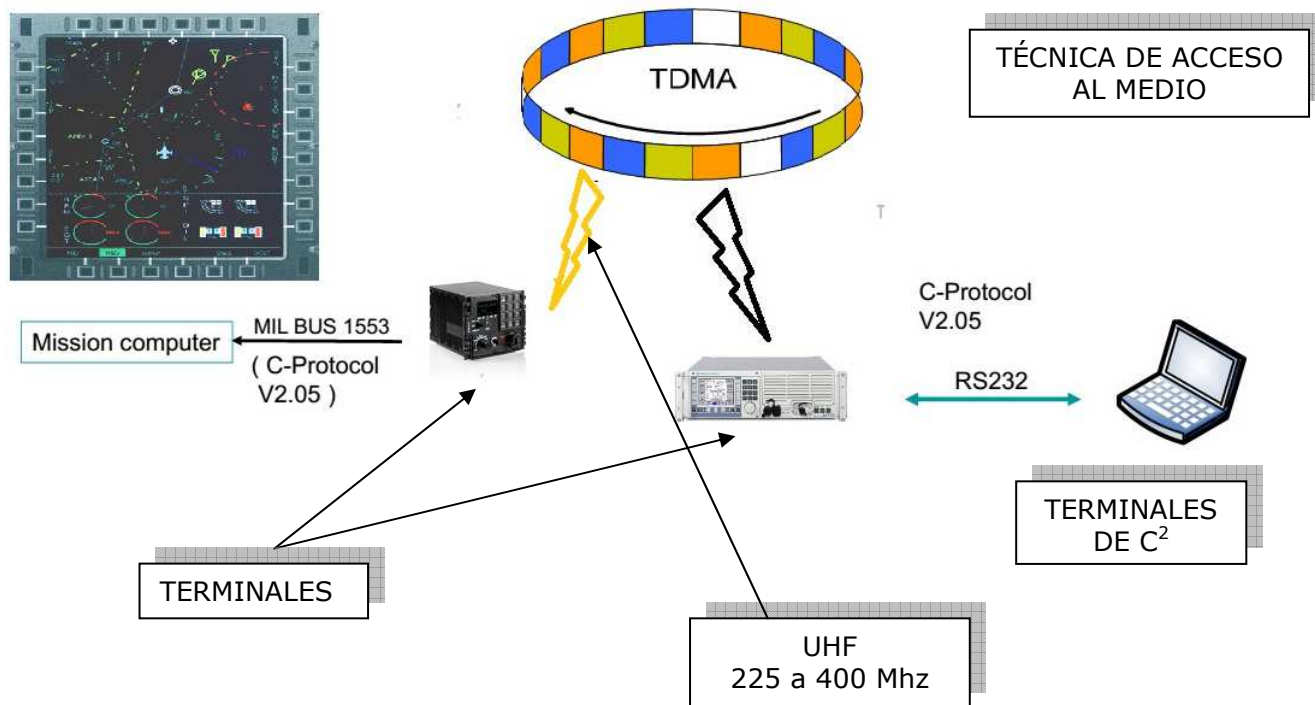 TDMA
TÉCNICA DE ACCESO
AL MEDIO
T
C-Protocol
V2.05
MIL BUS 1553
Mission computer
( C-Protocol
V2.05 )
RS232
TERMINALES
DE C²
TERMINALES
UHF
225 a 400 Mhz